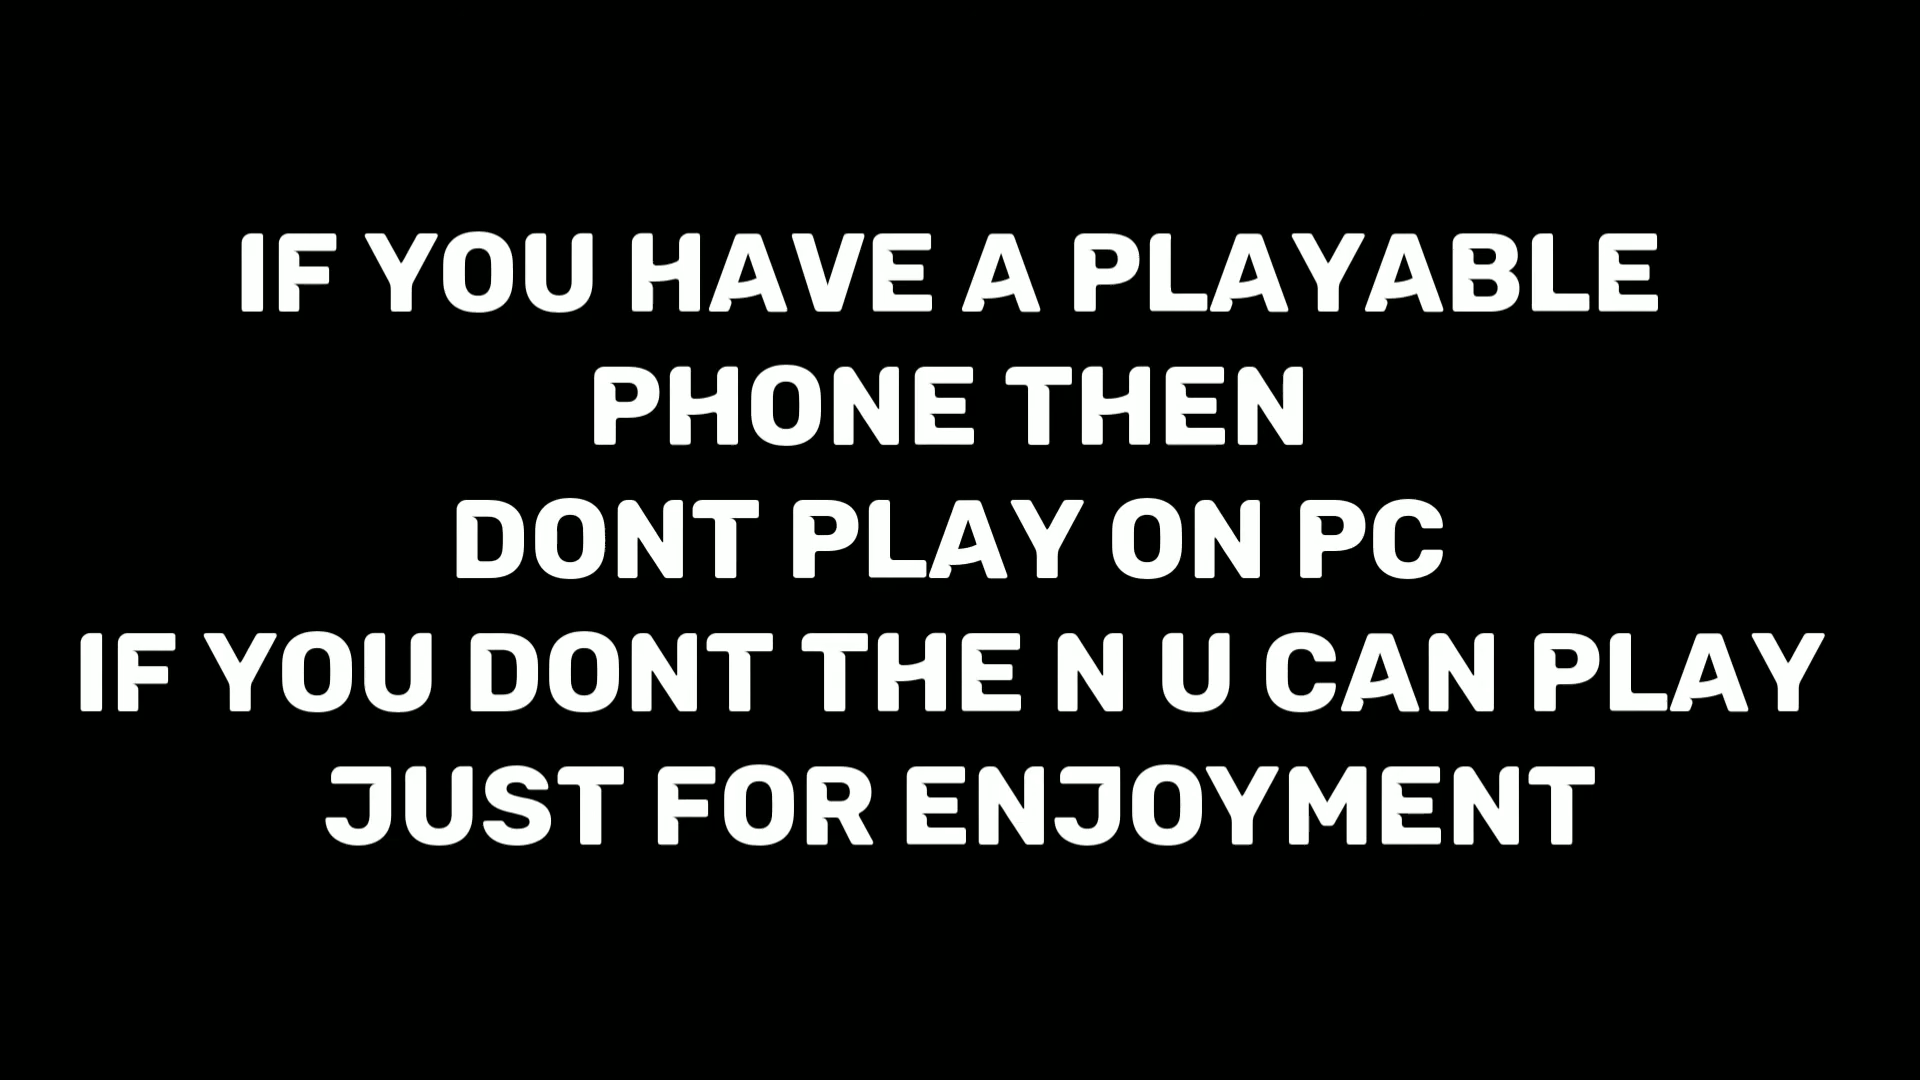 IF YOU HAVE A PLAYABLE
PHONE THEN
DONT PLAY ON PC
IF YOU DONT THE N U CAN PLAY
JUST FOR ENJOYMENT